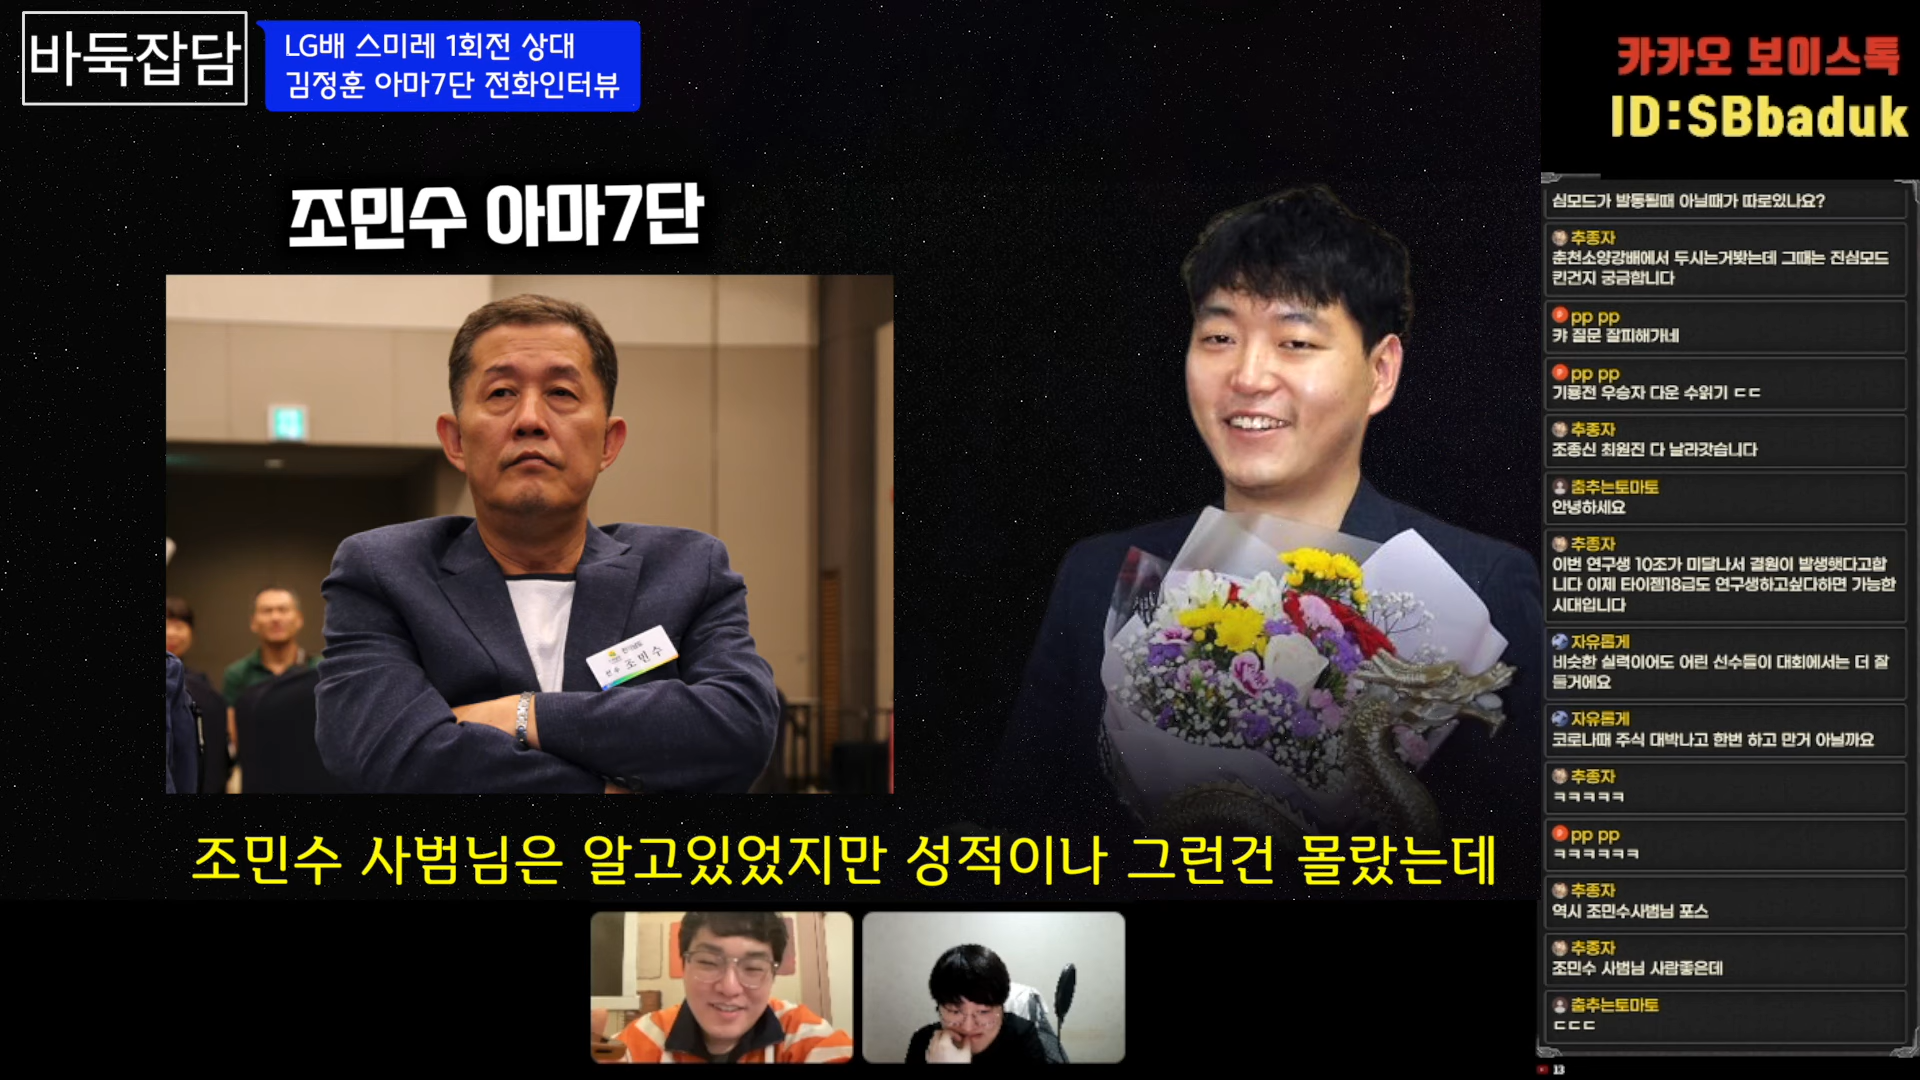 바둑잡담
LG배 스미레 1회전 상대
김정훈 아마7단 전화인터뷰
카카오 보이스톡
ID:SBbaduk
조민수 아마7단
조민수
조민수 사범님은 알고있었지만 성적이나 그런건 몰랐는데
심모드가 발동될때 아닐때가 따로있나요?
추종자
춘천소양강배에서 두시는거봣는데 그때는 진심모드
킨건지 궁금합니다
pp pp
캬 질문 잘피해가네
pp pp
기룡전 우승자 다운 수읽기 ㄷㄷ
추종자
조종신 최원진 다 날라갓습니다
춤추는토마토
안녕하세요
추종자
이번 연구생 10조가 미달나서 결원이 발생햇다고합
니다 이제 타이젬18급도 연구생하고싶다하면 가능한
시대입니다
자유롭게
비슷한 실력이어도 어린 선수들이 대회에서는 더 잘
둘거에요
자유롭게
코로나때 주식 대박나고 한번 하고 만거 아닐까요
추종자
ㅋㅋㅋㅋㅋ
pp pp
ㅋㅋㅋㅋㅋㅋ
추종자
역시 조민수사범님 포스
추종자
조민수 사범님 사람좋은데
춤추는토마토
ㄷㄷㄷ
13